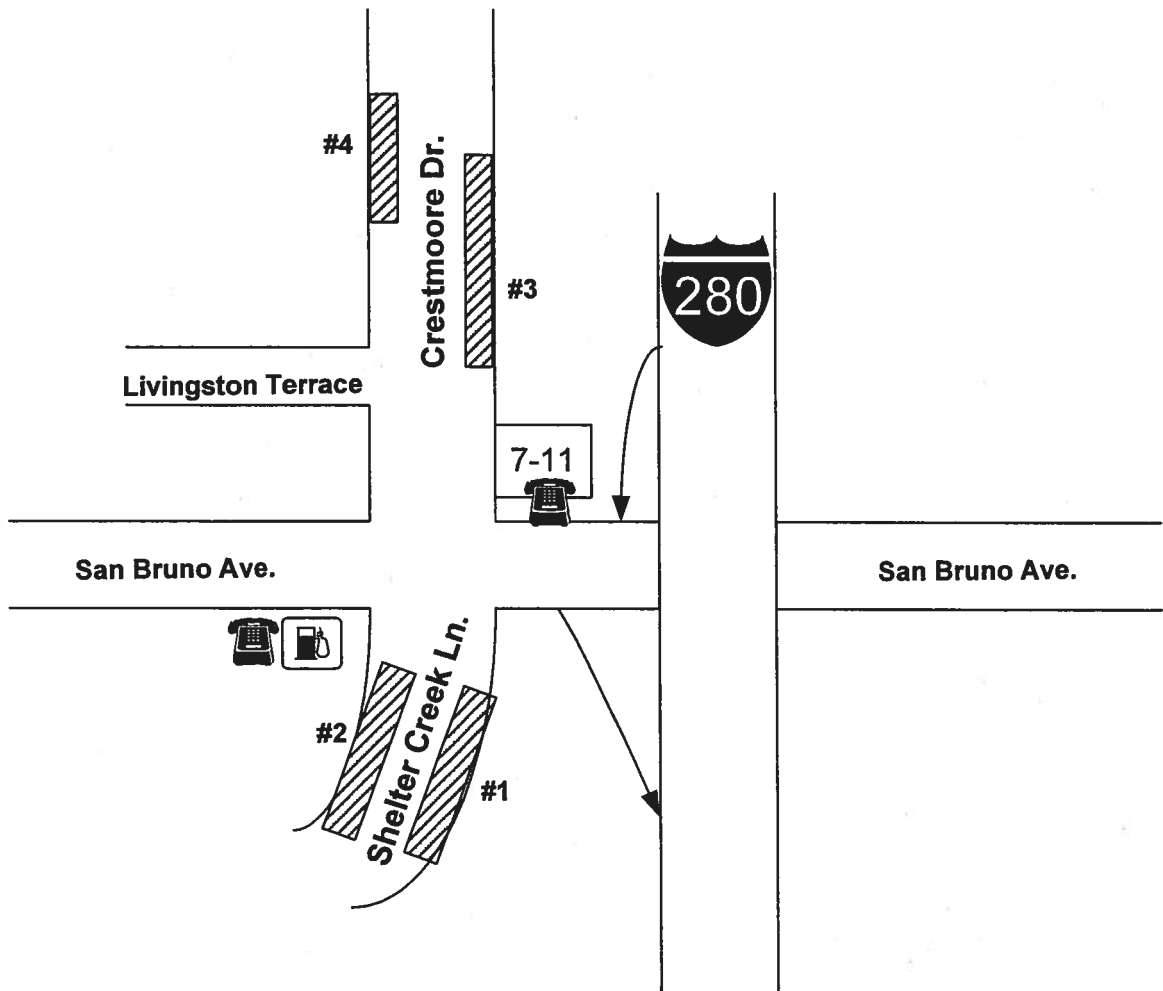 #4
Crestmoore Dr.
#3
280
Livingston Terrace
7-11
San Bruno Ave.
San Bruno Ave.
#2
Shelter Creek Ln.
#1